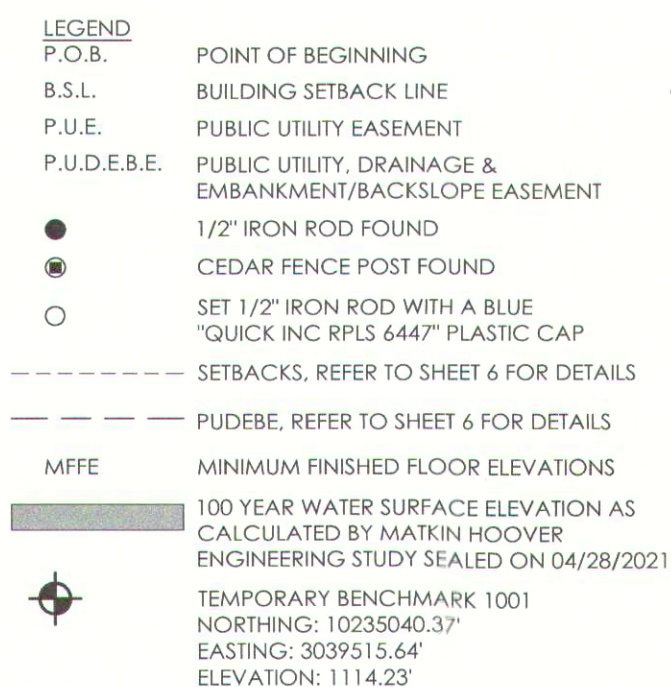 LEGEND
P.O.B. POINT OF BEGINNING
B.S.L. BUILDING SETBACK LINE
P.U.E. PUBLIC UTILITY EASEMENT
P.U.D.E.B.E. PUBLIC UTILITY, DRAINAGE &
EMBANKMENT/BACKSLOPE EASEMENT
1/2" IRON ROD FOUND
CEDAR FENCE POST FOUND
SET 1/2" IRON ROD WITH A BLUE
"QUICK INC RPLS 6447" PLASTIC CAP
SETBACKS, REFER TO SHEET 6 FOR DETAILS
PUDEBE, REFER TO SHEET 6 FOR DETAILS
MFFE MINIMUM FINISHED FLOOR ELEVATIONS
100 YEAR WATER SURFACE ELEVATION AS
CALCULATED BY MATKIN HOOVER
ENGINEERING STUDY SEALED ON 04/28/2021
TEMPORARY BENCHMARK 1001
NORTHING: 10235040.37'
EASTING: 3039515.64'
ELEVATION: 1114.23'